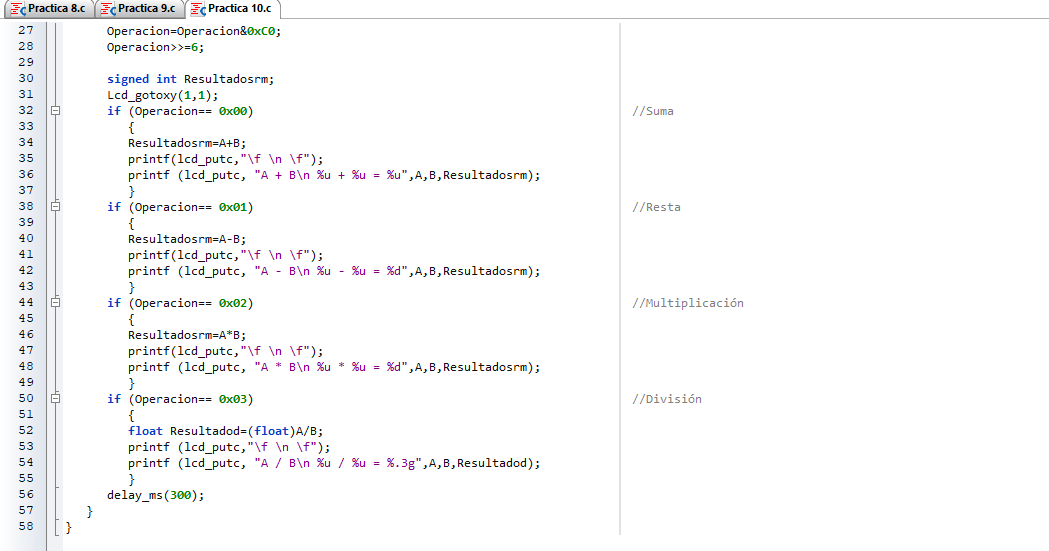 Practica 8.c Practica 9.c Practica 10.c
27 Operacion=Operacion&0xC0;
28 Operacion>>=6;
29
30 signed int Resultadosrm;
31 Lcd_gotoxy(1,1);
32 if (Operacion== 0x00) //Suma
33 {
34 Resultadosrm=A+B;
35 printf(lcd_putc,"\f \n \f");
36 printf (lcd_putc, "A + B\n %u + %u = %u",A,B,Resultadosrm);
37 }
38 if (Operacion== 0x01) //Resta
39 {
40 Resultadosrm=A-B;
41 printf(lcd_putc,"\f \n \f");
42 printf (lcd_putc, "A - B\n %u - %u = %d",A,B,Resultadosrm);
43 }
44 if (Operacion== 0x02) //Multiplicación
45 {
46 Resultadosrm=A*B;
47 printf(lcd_putc,"\f \n \f");
48 printf (lcd_putc, "A * B\n %u * %u = %d",A,B,Resultadosrm);
49 }
50 if (Operacion== 0x03) //División
51 {
52 float Resultadod=(float)A/B;
53 printf (lcd_putc,"\f \n \f");
54 printf (lcd_putc, "A / B\n %u / %u = %.3g",A,B,Resultadod);
55 }
56 delay_ms(300);
57 }
58 }